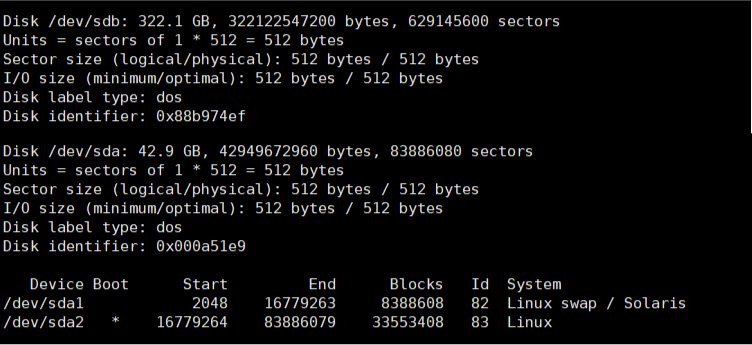 Disk /dev/sdb: 322.1 GB, 322122547200 bytes, 629145600 sectors
Units = sectors of 1 * 512 = 512 bytes
Sector size (logical/physical): 512 bytes / 512 bytes
I/O size (minimum/optimal): 512 bytes / 512 bytes
Disk label type: dos
Disk identifier: 0x88b974ef

Disk /dev/sda: 42.9 GB, 42949672960 bytes, 83886080 sectors
Units = sectors of 1 * 512 = 512 bytes
Sector size (logical/physical): 512 bytes / 512 bytes
I/O size (minimum/optimal): 512 bytes / 512 bytes
Disk label type: dos
Disk identifier: 0x000a51e9

   Device Boot      Start         End      Blocks   Id  System
/dev/sda1            2048    16779263     8388608   82  Linux swap / Solaris
/dev/sda2   *    16779264    83886079    33553408   83  Linux